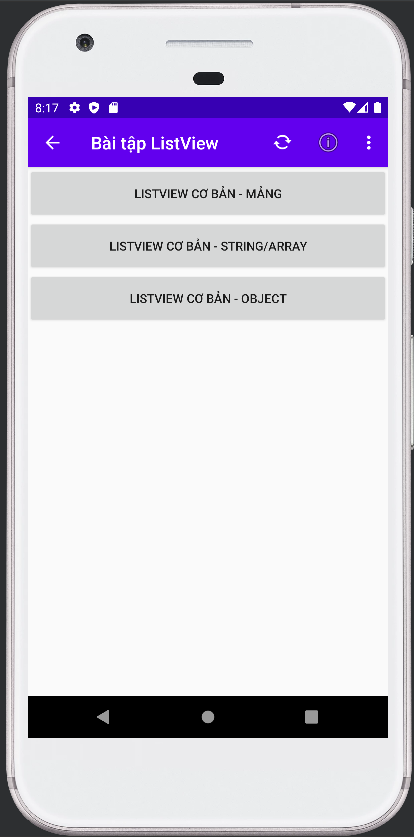 8:17
Bài tập ListView
LISTVIEW CƠ BẢN - MẢNG
LISTVIEW CƠ BẢN - STRING/ARRAY
LISTVIEW CƠ BẢN - OBJECT